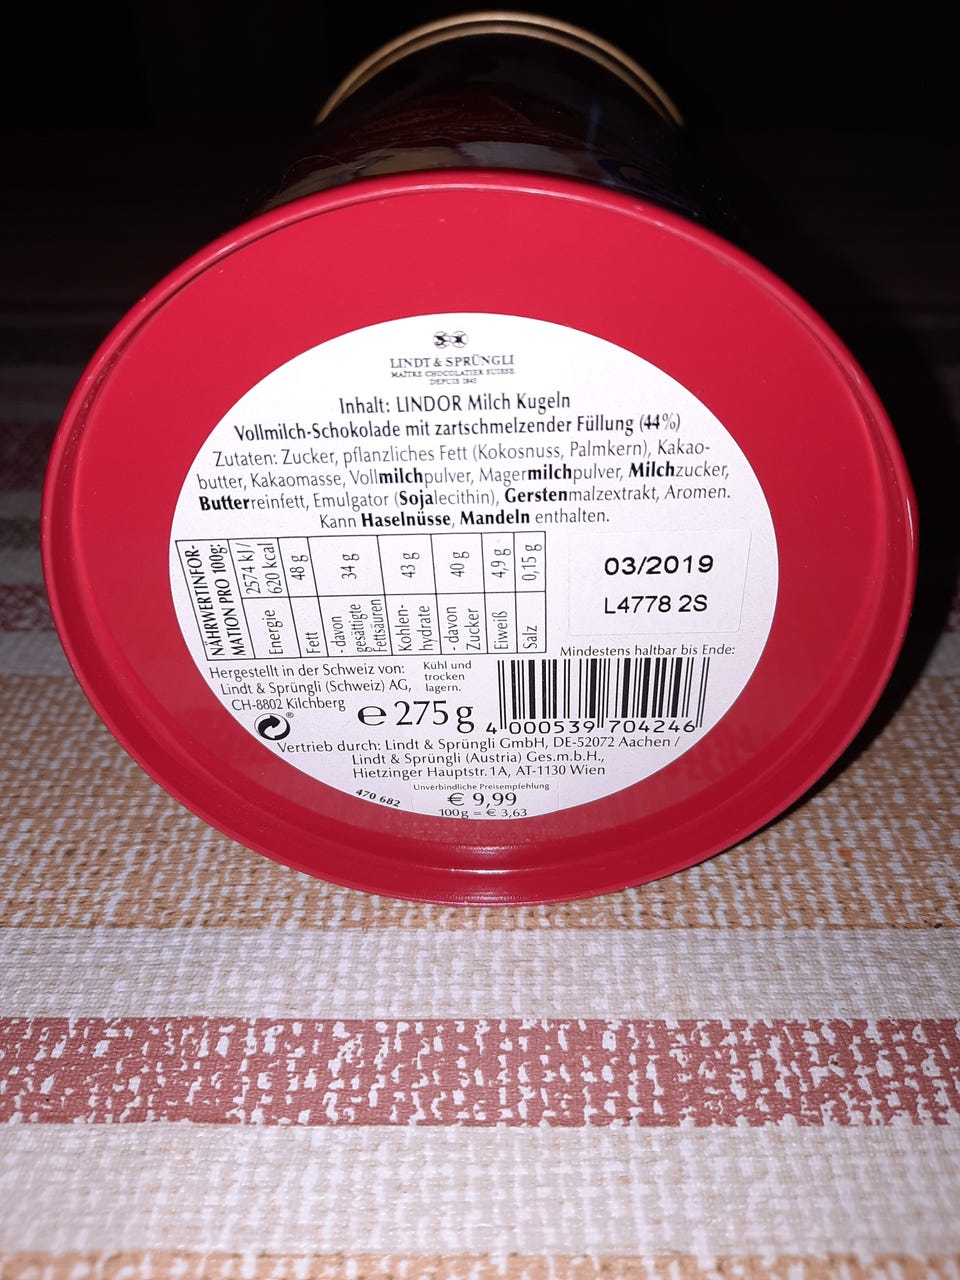 LINDT & SPRÜNGLI
MAÎTRE CHOCOLATIER SUISSE
DEPUIS 1845
Inhalt: LINDOR Milch Kugeln
Vollmilch-Schokolade mit zartschmelzender Füllung (44%)
Zutaten: Zucker, pflanzliches Fett (Kokosnuss, Palmkern), Kakao-
butter, Kakaomasse, Vollmilchpulver, Magermilchpulver, Milchzucker,
Butterreinfett, Emulgator (Sojalecithin), Gerstenmalzextrakt, Aromen.
Kann Haselnüsse, Mandeln enthalten.
NÄHRWERTINFOR-
MATION PRO 100g:
Energie 2574 kJ/
620 kcal
Fett 48 g
- davon
gesättigte
Fettsäuren 34 g
Kohlen-
hydrate 43 g
- davon
Zucker 40 g
Eiweiß 4,9 g
Salz 0,15 g
03/2019
L4778 2S
Mindestens haltbar bis Ende:
Hergestellt in der Schweiz von:
Lindt & Sprüngli (Schweiz) AG,
CH-8802 Kilchberg
Kühl und
trocken
lagern.
e 275 g
4 000539 704246
Vertrieb durch: Lindt & Sprüngli GmbH, DE-52072 Aachen /
Lindt & Sprüngli (Austria) Ges.m.b.H.,
Hietzinger Hauptstr. 1A, AT-1130 Wien
Unverbindliche Preisempfehlung
€ 9,99
100g = € 3,63
470 682